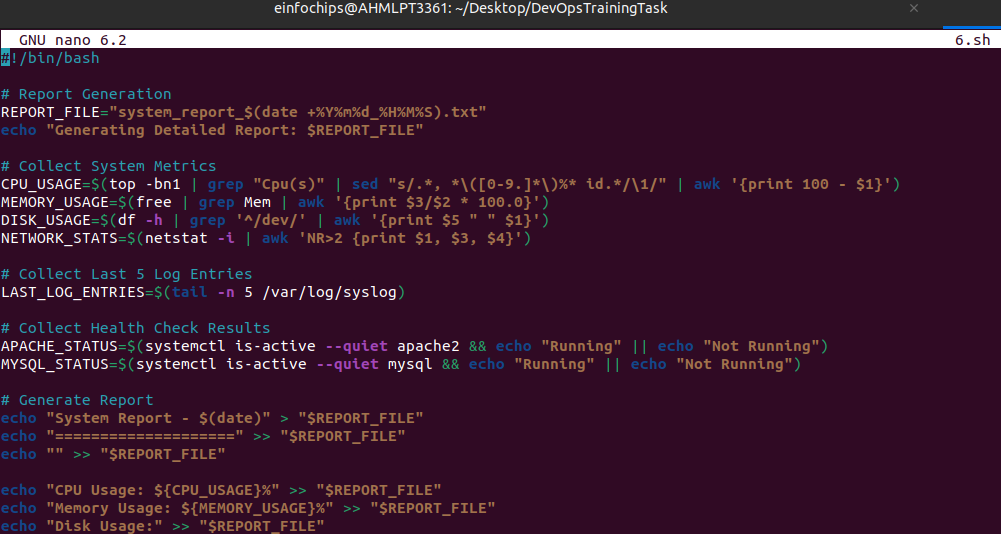 einfochips@AHMLPT3361: ~/Desktop/DevOpsTrainingTask
GNU nano 6.2 6.sh
#!/bin/bash
# Report Generation
REPORT_FILE="system_report_$(date +%Y%m%d_%H%M%S).txt"
echo "Generating Detailed Report: $REPORT_FILE"
# Collect System Metrics
CPU_USAGE=$(top -bn1 | grep "Cpu(s)" | sed "s/.*, *\([0-9.]*\)%* id.*/\1/" | awk '{print 100 - $1}')
MEMORY_USAGE=$(free | grep Mem | awk '{print $3/$2 * 100.0}')
DISK_USAGE=$(df -h | grep '^/dev/' | awk '{print $5 " " $1}')
NETWORK_STATS=$(netstat -i | awk 'NR>2 {print $1, $3, $4}')
# Collect Last 5 Log Entries
LAST_LOG_ENTRIES=$(tail -n 5 /var/log/syslog)
# Collect Health Check Results
APACHE_STATUS=$(systemctl is-active --quiet apache2 && echo "Running" || echo "Not Running")
MYSQL_STATUS=$(systemctl is-active --quiet mysql && echo "Running" || echo "Not Running")
# Generate Report
echo "System Report - $(date)" > "$REPORT_FILE"
echo "====================" >> "$REPORT_FILE"
echo "" >> "$REPORT_FILE"
echo "CPU Usage: ${CPU_USAGE}%" >> "$REPORT_FILE"
echo "Memory Usage: ${MEMORY_USAGE}%" >> "$REPORT_FILE"
echo "Disk Usage:" >> "$REPORT_FILE"